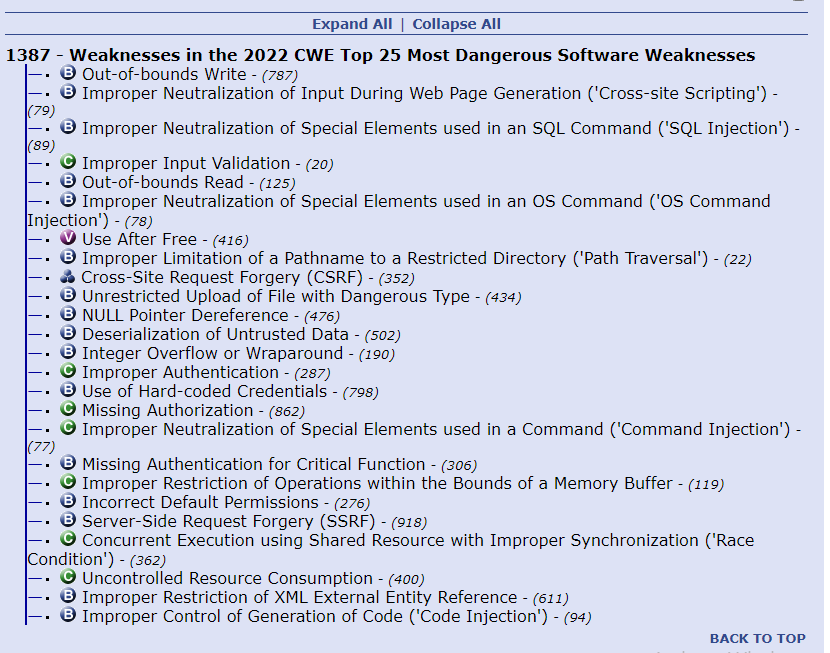 Expand All | Collapse All
1387 - Weaknesses in the 2022 CWE Top 25 Most Dangerous Software Weaknesses
B Out-of-bounds Write - (787)
B Improper Neutralization of Input During Web Page Generation ('Cross-site Scripting') -
(79)
B Improper Neutralization of Special Elements used in an SQL Command ('SQL Injection') -
(89)
C Improper Input Validation - (20)
B Out-of-bounds Read - (125)
B Improper Neutralization of Special Elements used in an OS Command ('OS Command
Injection') - (78)
V Use After Free - (416)
B Improper Limitation of a Pathname to a Restricted Directory ('Path Traversal') - (22)
Cross-Site Request Forgery (CSRF) - (352)
B Unrestricted Upload of File with Dangerous Type - (434)
B NULL Pointer Dereference - (476)
B Deserialization of Untrusted Data - (502)
B Integer Overflow or Wraparound - (190)
C Improper Authentication - (287)
B Use of Hard-coded Credentials - (798)
C Missing Authorization - (862)
C Improper Neutralization of Special Elements used in a Command ('Command Injection') -
(77)
B Missing Authentication for Critical Function - (306)
C Improper Restriction of Operations within the Bounds of a Memory Buffer - (119)
B Incorrect Default Permissions - (276)
B Server-Side Request Forgery (SSRF) - (918)
C Concurrent Execution using Shared Resource with Improper Synchronization ('Race
Condition') - (362)
C Uncontrolled Resource Consumption - (400)
B Improper Restriction of XML External Entity Reference - (611)
B Improper Control of Generation of Code ('Code Injection') - (94)
BACK TO TOP